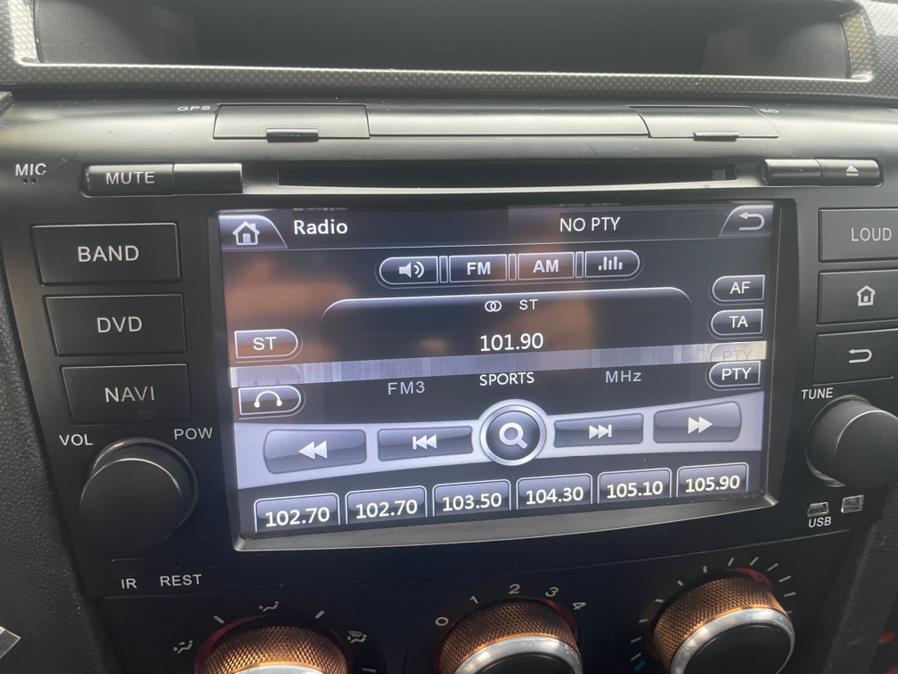 GPS SD
MIC
MUTE
BAND
DVD
NAVI
VOL POW
IR REST
Radio NO PTY
FM AM
ST
AF
TA
ST 101.90
PTY
PTY
FM3 SPORTS MHz
102.70 102.70 103.50 104.30 105.10 105.90
LOUD
TUNE
USB
0 1 2 3 4